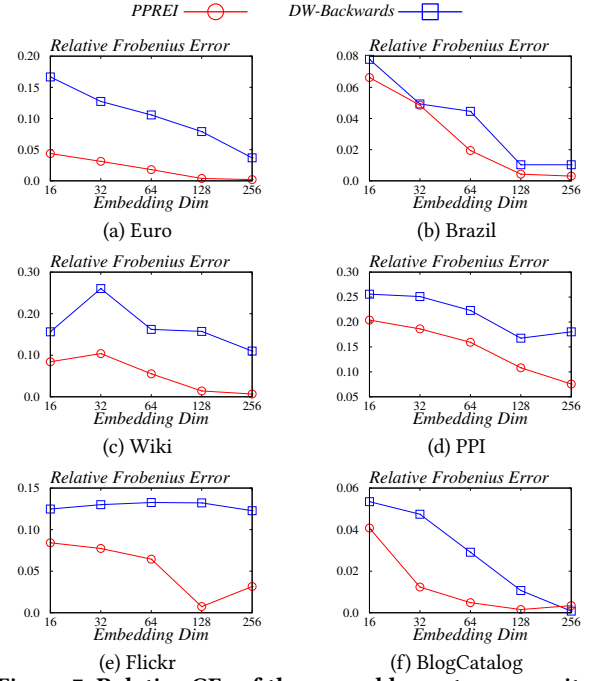 PPREI DW-Backwards
Relative Frobenius Error Relative Frobenius Error
0.20 0.08
0.15 0.06
0.10 0.04
0.05 0.02
0.0 0.0
16 32 64 128 256 16 32 64 128 256
Embedding Dim Embedding Dim
(a) Euro (b) Brazil
Relative Frobenius Error Relative Frobenius Error
0.30 0.30
0.25
0.20 0.20
0.15
0.10 0.10
0.0 0.05
16 32 64 128 256 16 32 64 128 256
Embedding Dim Embedding Dim
(c) Wiki (d) PPI
Relative Frobenius Error Relative Frobenius Error
0.15 0.06
0.10 0.04
0.05 0.02
0.0 0.0
16 32 64 128 256 16 32 64 128 256
Embedding Dim Embedding Dim
(e) Flickr (f) BlogCatalog